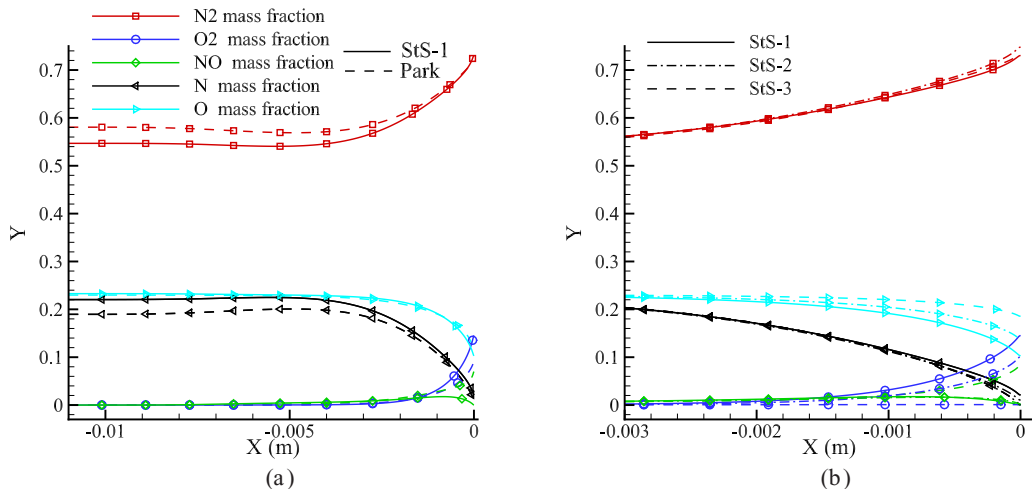 N2 mass fraction
O2 mass fraction
NO mass fraction
N mass fraction
O mass fraction
StS-1
Park
Y
0.7
0.6
0.5
0.4
0.3
0.2
0.1
0
-0.01
-0.005
0
X (m)
(a)
StS-1
StS-2
StS-3
Y
0.7
0.6
0.5
0.4
0.3
0.2
0.1
0
-0.003
-0.002
-0.001
0
X (m)
(b)